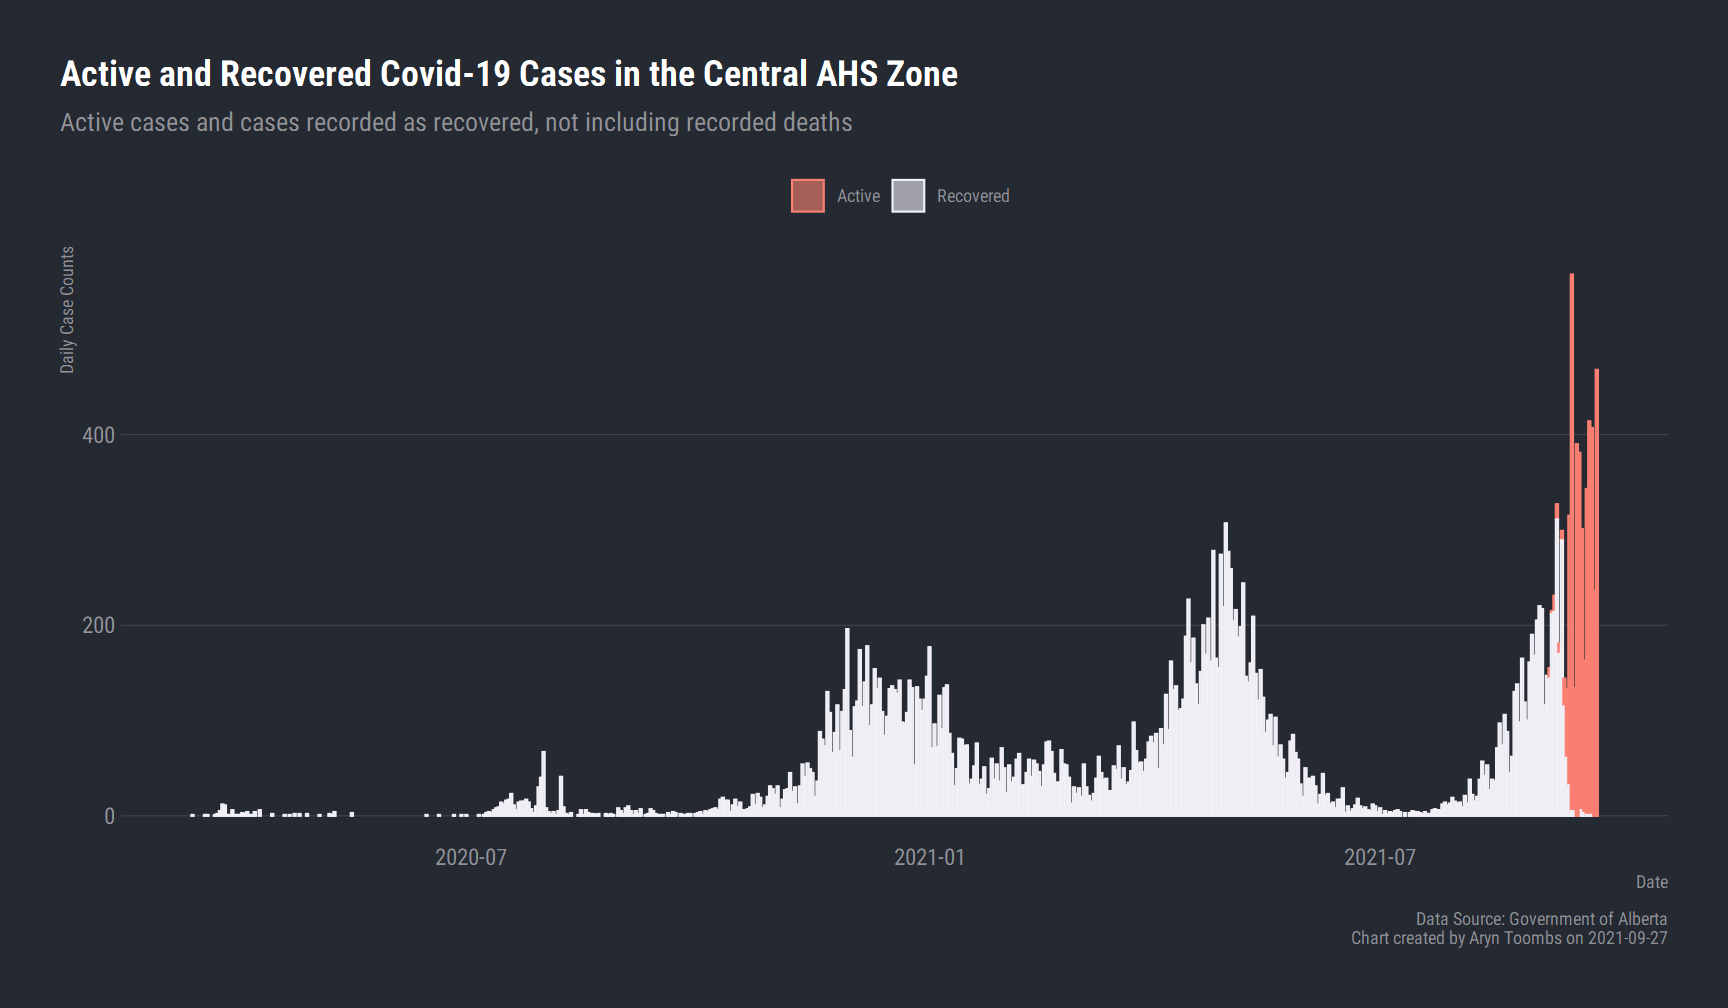 Active and Recovered Covid-19 Cases in the Central AHS Zone
Active cases and cases recorded as recovered, not including recorded deaths
Active
Recovered
Daily Case Counts
400
200
0
2020-07
2021-01
2021-07
Date
Data Source: Government of Alberta
Chart created by Aryn Toombs on 2021-09-27